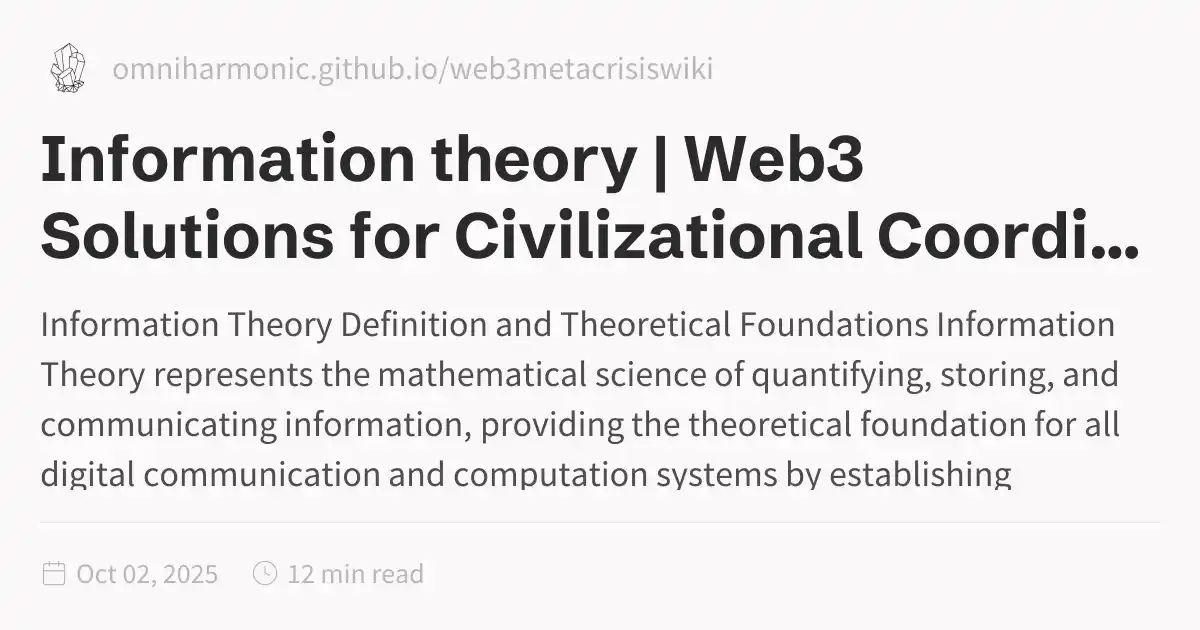 omniharmonic.github.io/web3metacrisiswiki
Information theory | Web3
Solutions for Civilizational Coordi...
Information Theory Definition and Theoretical Foundations Information
Theory represents the mathematical science of quantifying, storing, and
communicating information, providing the theoretical foundation for all
digital communication and computation systems by establishing
Oct 02, 2025
12 min read